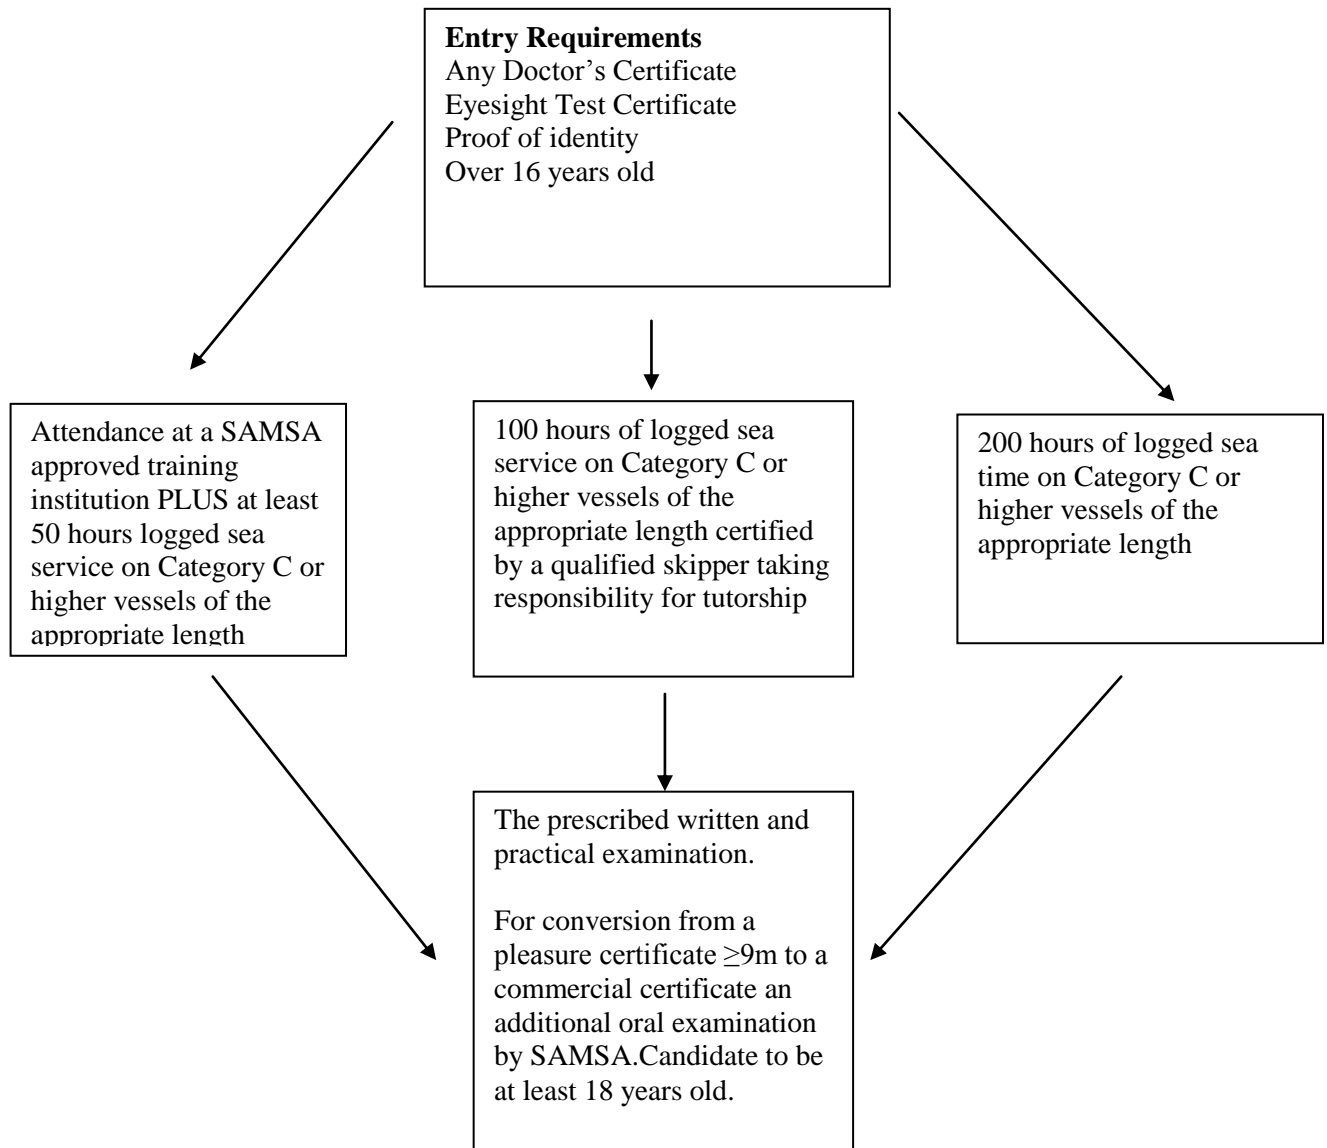 Entry Requirements
Any Doctor’s Certificate
Eyesight Test Certificate
Proof of identity
Over 16 years old
Attendance at a SAMSA
approved training
institution PLUS at least
50 hours logged sea
service on Category C or
higher vessels of the
appropriate length
100 hours of logged sea
service on Category C or
higher vessels of the
appropriate length certified
by a qualified skipper taking
responsibility for tutorship
200 hours of logged sea
time on Category C or
higher vessels of the
appropriate length
The prescribed written and
practical examination.
For conversion from a
pleasure certificate ≥9m to a
commercial certificate an
additional oral examination
by SAMSA.Candidate to be
at least 18 years old.